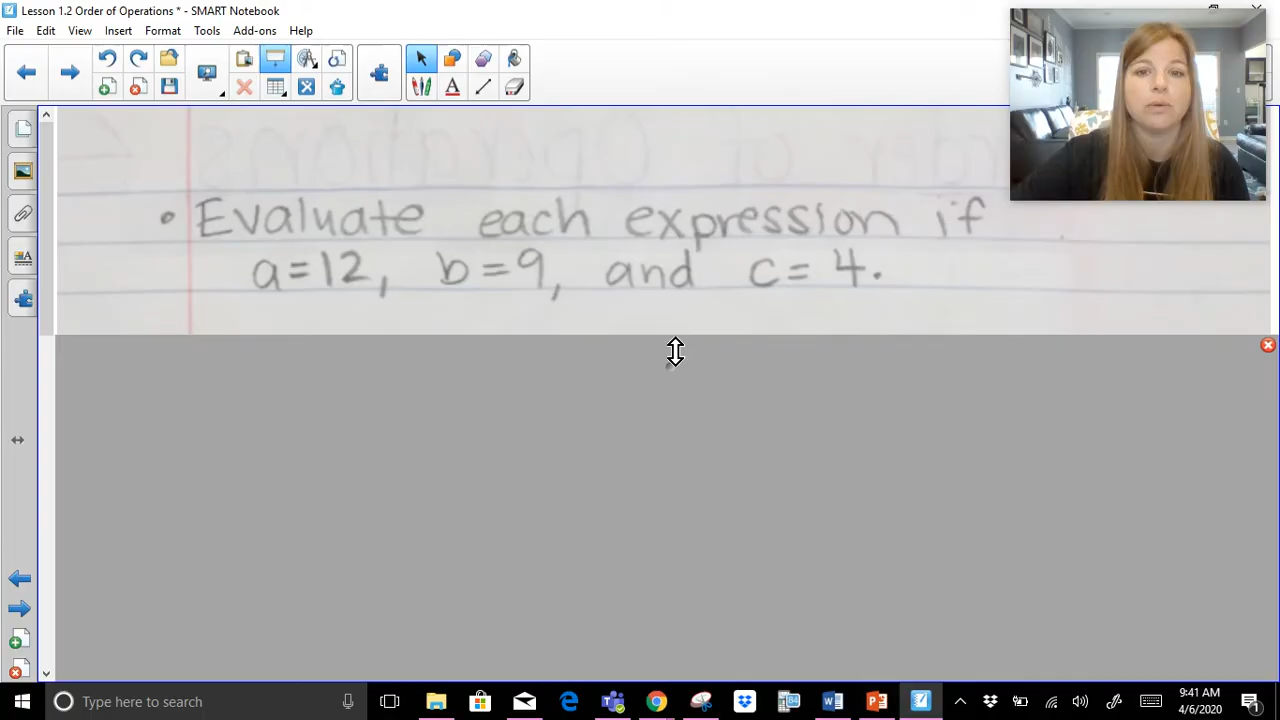 Lesson 1.2 Order of Operations * - SMART Notebook
File Edit View Insert Format Tools Add-ons Help
• Evaluate each expression if
a=12, b=9, and c= 4.
Type here to search
9:41 AM
4/6/2020
1